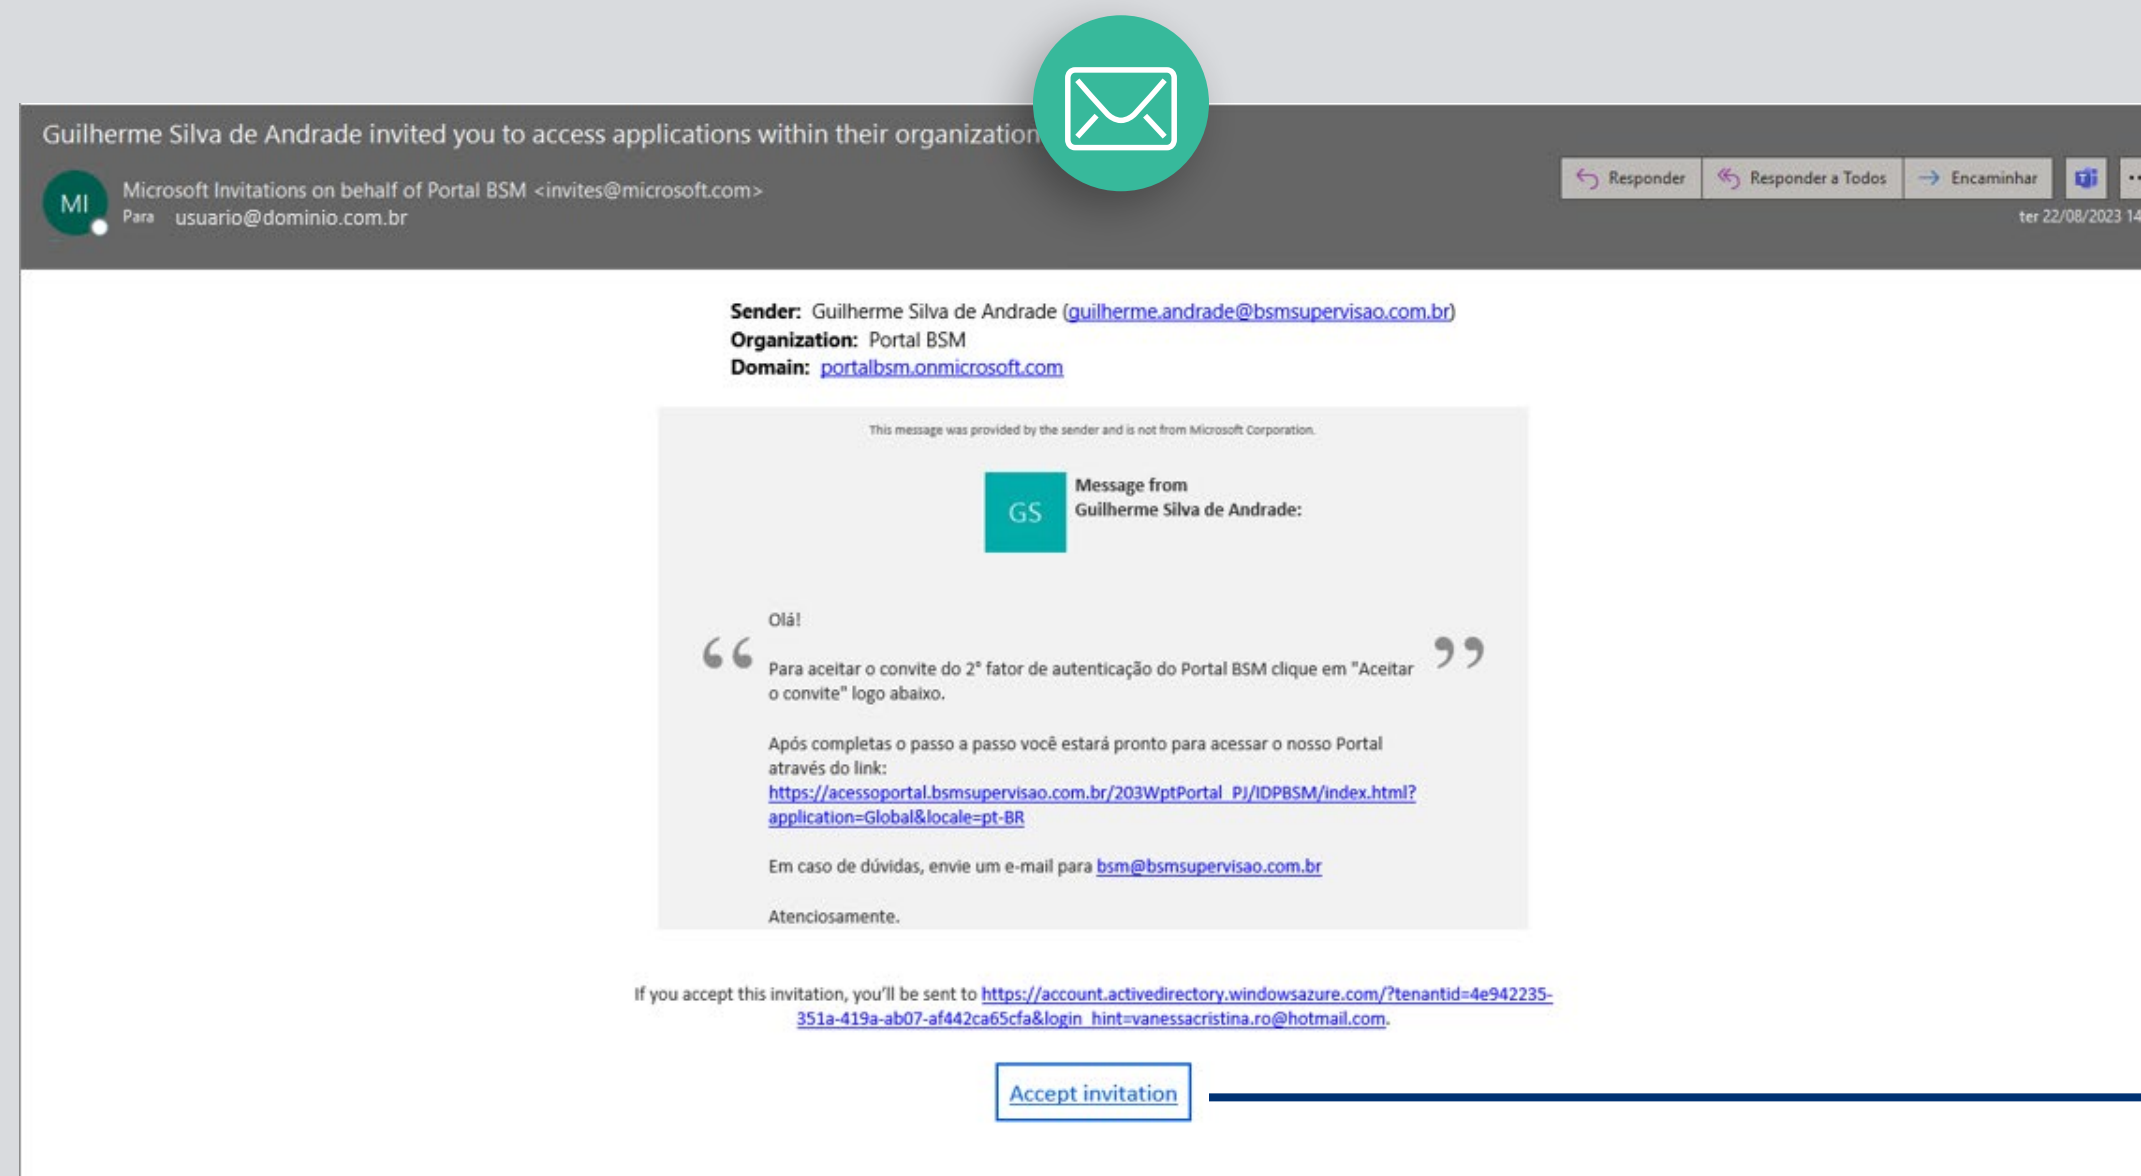 Guilherme Silva de Andrade invited you to access applications within their organization
MI
Microsoft Invitations on behalf of Portal BSM <invites@microsoft.com>
Para usuario@dominio.com.br
Responder
Responder a Todos
Encaminhar
ter 22/08/2023 14
Sender: Guilherme Silva de Andrade (guilherme.andrade@bsmsupervisao.com.br)
Organization: Portal BSM
Domain: portalbsm.onmicrosoft.com
This message was provided by the sender and is not from Microsoft Corporation.
GS
Message from
Guilherme Silva de Andrade:
Olá!
“
Para aceitar o convite do 2° fator de autenticação do Portal BSM clique em "Aceitar
o convite" logo abaixo.
”
Após completas o passo a passo você estará pronto para acessar o nosso Portal
através do link:
https://acessoportal.bsmsupervisao.com.br/203WptPortal_PJ/IDPBSM/index.html?
application=Global&locale=pt-BR
Em caso de dúvidas, envie um e-mail para bsm@bsmsupervisao.com.br
Atenciosamente.
If you accept this invitation, you’ll be sent to https://account.activedirectory.windowsazure.com/?tenantid=4e942235-
351a-419a-ab07-af442ca65cfa&login_hint=vanessacristina.ro@hotmail.com.
Accept invitation